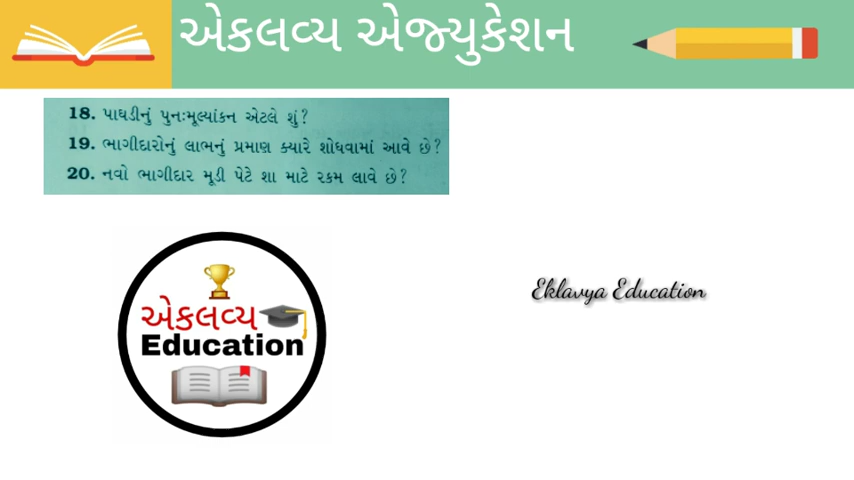 એકલવ્ય એજ્યુકેશન
18. પાઘડીનું પુનઃમૂલ્યાંકન એટલે શું?
19. ભાગીદારોનું લાભનું પ્રમાણ ક્યારે શોધવામાં આવે છે?
20. નવો ભાગીદાર મૂડી પેટે શા માટે રકમ લાવે છે?
એકલવ્ય
Education
Eklavya Education